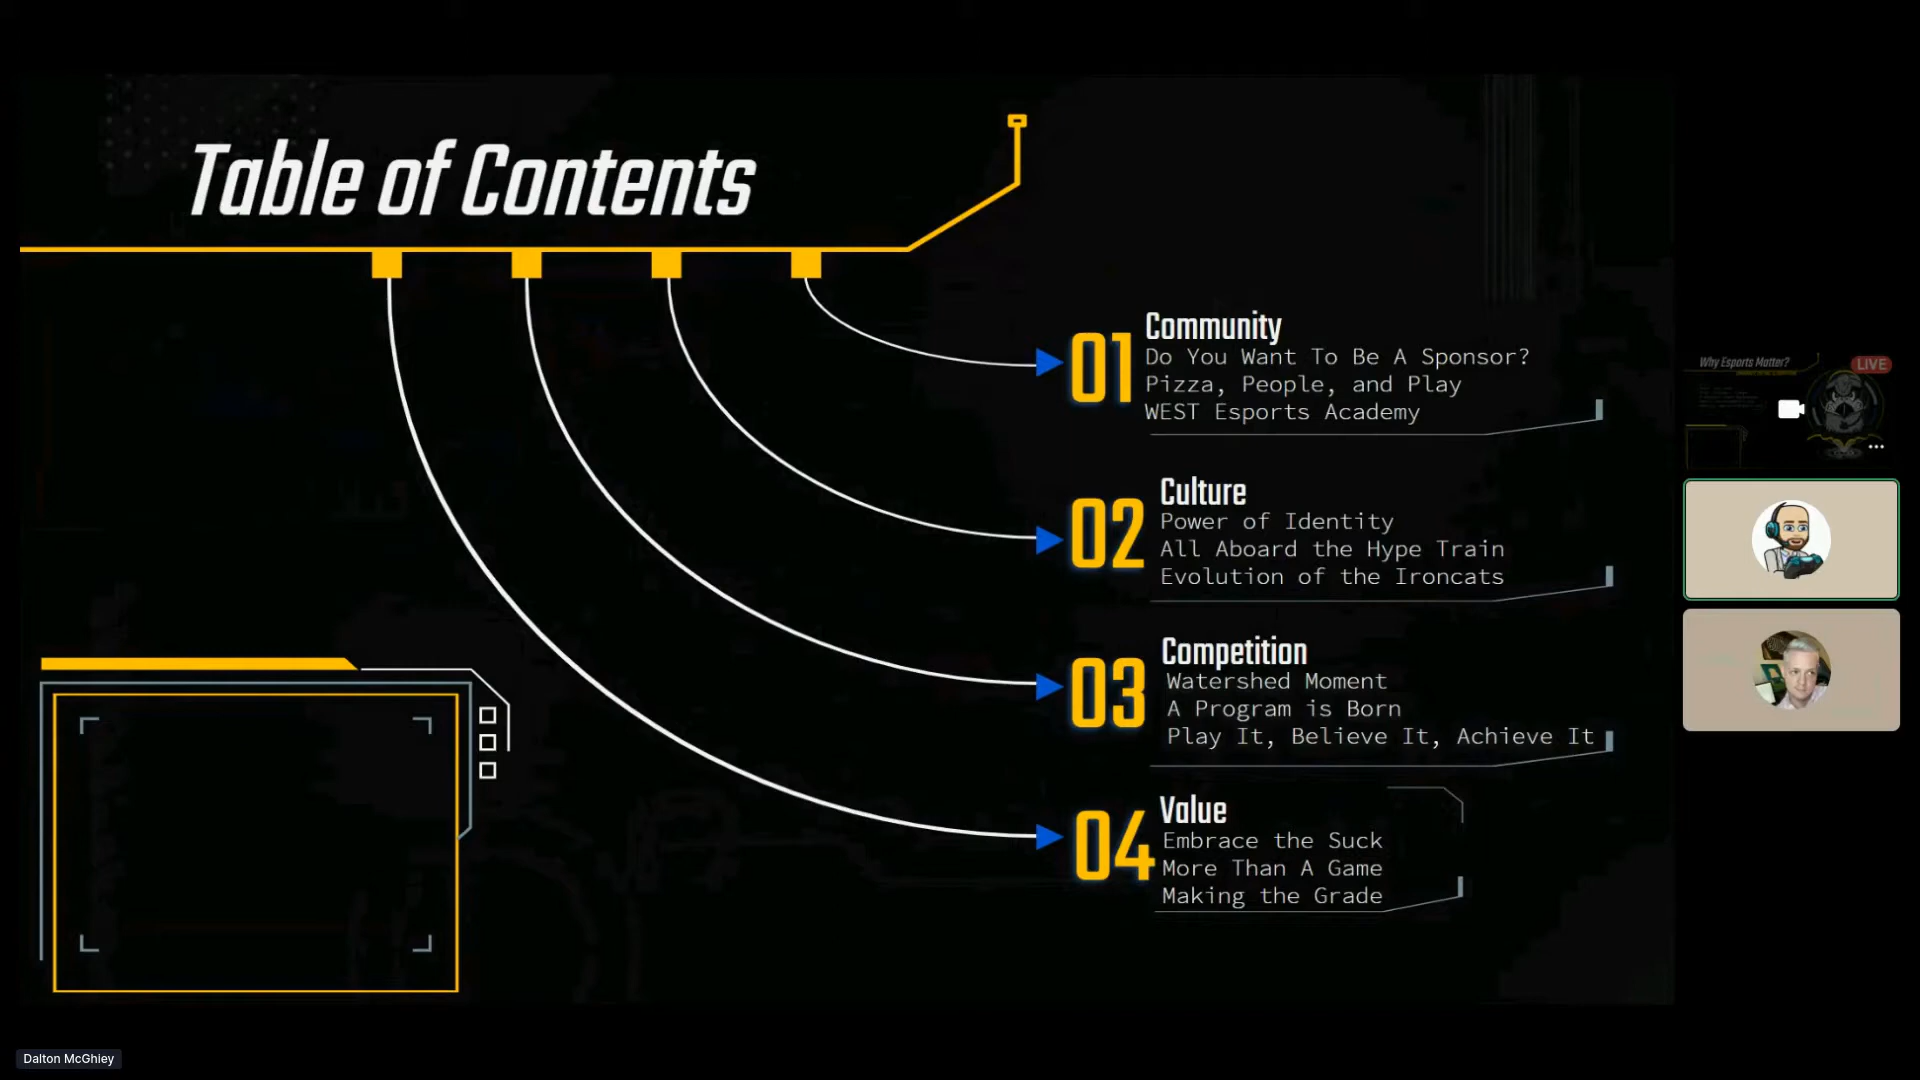 Table of Contents
01
Community
Do You Want To Be A Sponsor?
Pizza, People, and Play
WEST Esports Academy
02
Culture
Power of Identity
All Aboard the Hype Train
Evolution of the Ironcats
03
Competition
Watershed Moment
A Program is Born
Play It, Believe It, Achieve It
04
Value
Embrace the Suck
More Than A Game
Making the Grade
Why Esports Matter?
LIVE
Dalton McGhiey